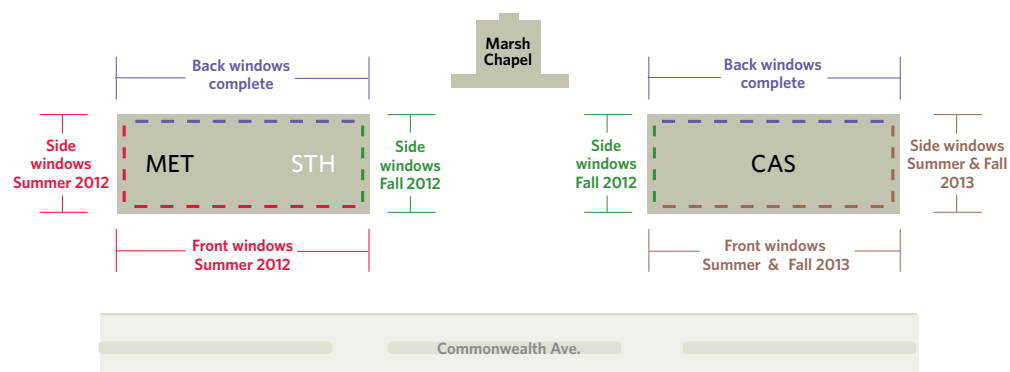 Marsh
Chapel
Back windows
complete
Back windows
complete
Side
windows
Summer 2012
MET
STH
Side
windows
Fall 2012
Side
windows
Fall 2012
CAS
Side windows
Summer & Fall
2013
Front windows
Summer 2012
Front windows
Summer & Fall 2013
Commonwealth Ave.